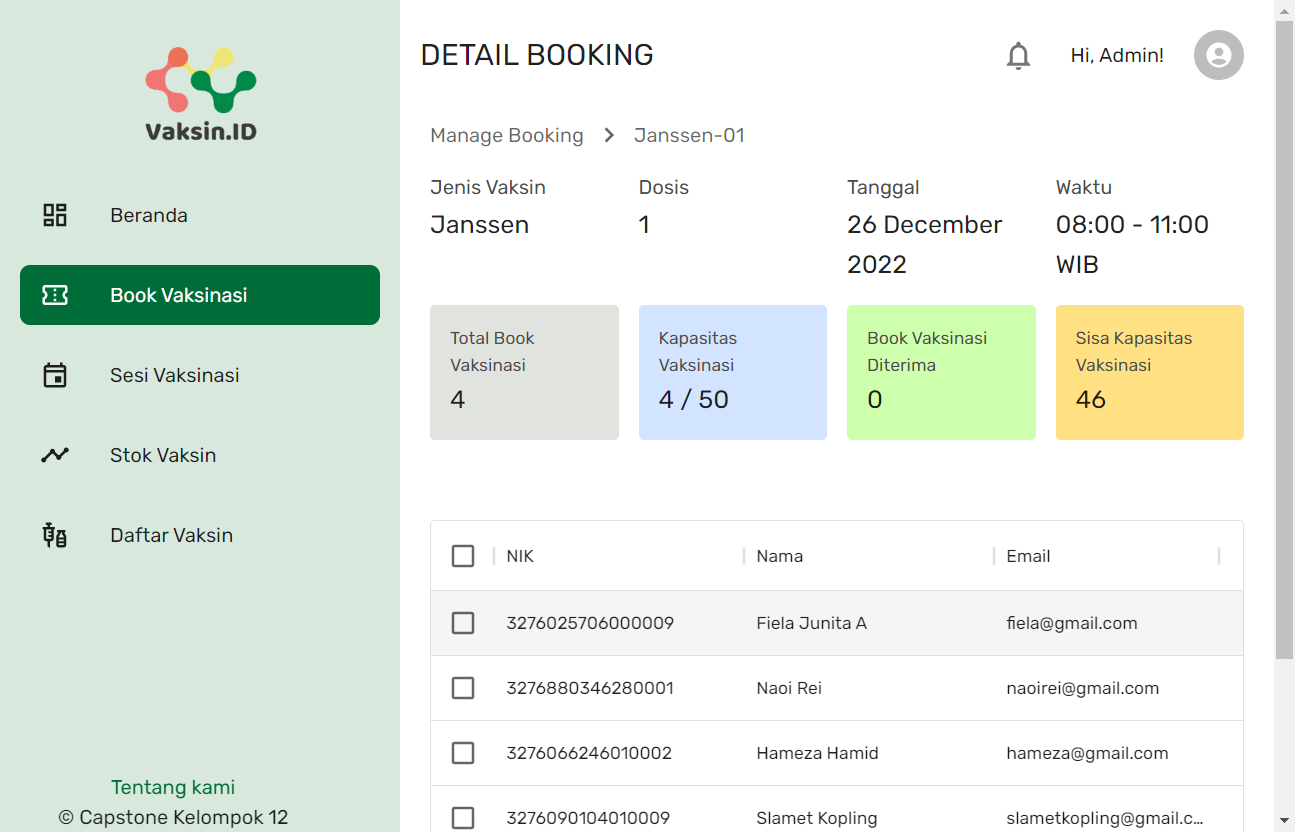 Vaksin.ID
Beranda
Book Vaksinasi
Sesi Vaksinasi
Stok Vaksin
Daftar Vaksin
Tentang kami
© Capstone Kelompok 12
DETAIL BOOKING
Hi, Admin!
Manage Booking > Janssen-01
Jenis Vaksin
Janssen
Dosis
1
Tanggal
26 December
2022
Waktu
08:00 - 11:00
WIB
Total Book
Vaksinasi
4
Kapasitas
Vaksinasi
4 / 50
Book Vaksinasi
Diterima
0
Sisa Kapasitas
Vaksinasi
46
NIK Nama Email
3276025706000009 Fiela Junita A fiela@gmail.com
3276880346280001 Naoi Rei naoirei@gmail.com
3276066246010002 Hameza Hamid hameza@gmail.com
3276090104010009 Slamet Kopling slametkopling@gmail.c...